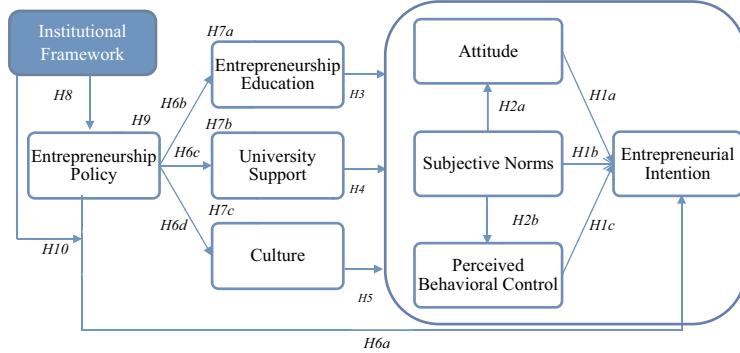 Institutional
Framework
H7a
Entrepreneurship
Education
Attitude
H8
H6b
H3
H1a
H9
H7b
H2a
Entrepreneurship
Policy
H6c
University
Support
H4
Subjective Norms
H1b
Entrepreneurial
Intention
H7c
H6d
H2b
H1c
H10
Culture
H5
Perceived
Behavioral Control
H6a